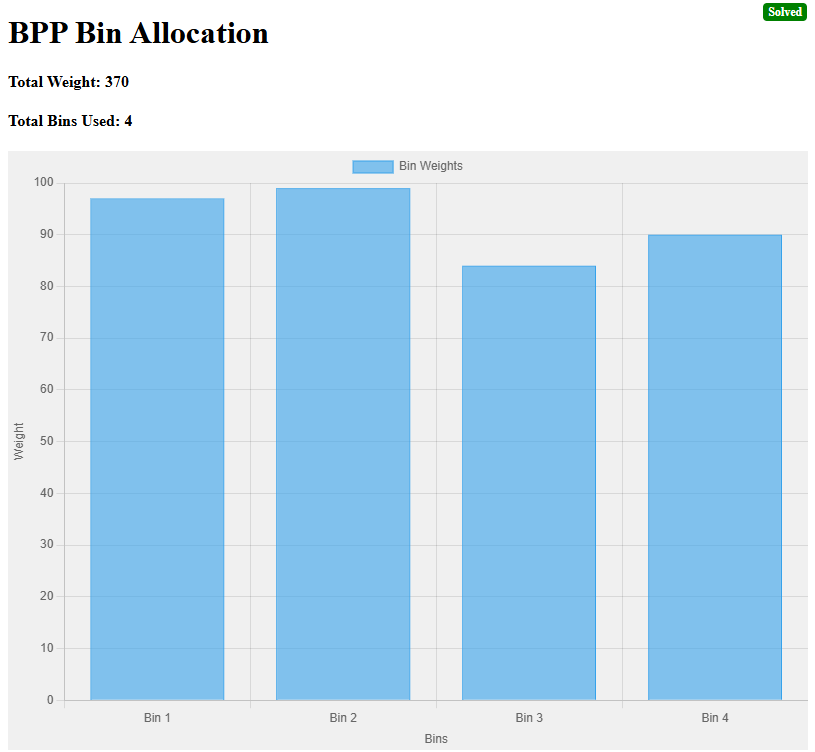 Solved
BPP Bin Allocation
Total Weight: 370
Total Bins Used: 4
Bin Weights
100
90
80
70
60
50
40
30
20
10
0
Weight
Bin 1 Bin 2 Bin 3 Bin 4
Bins